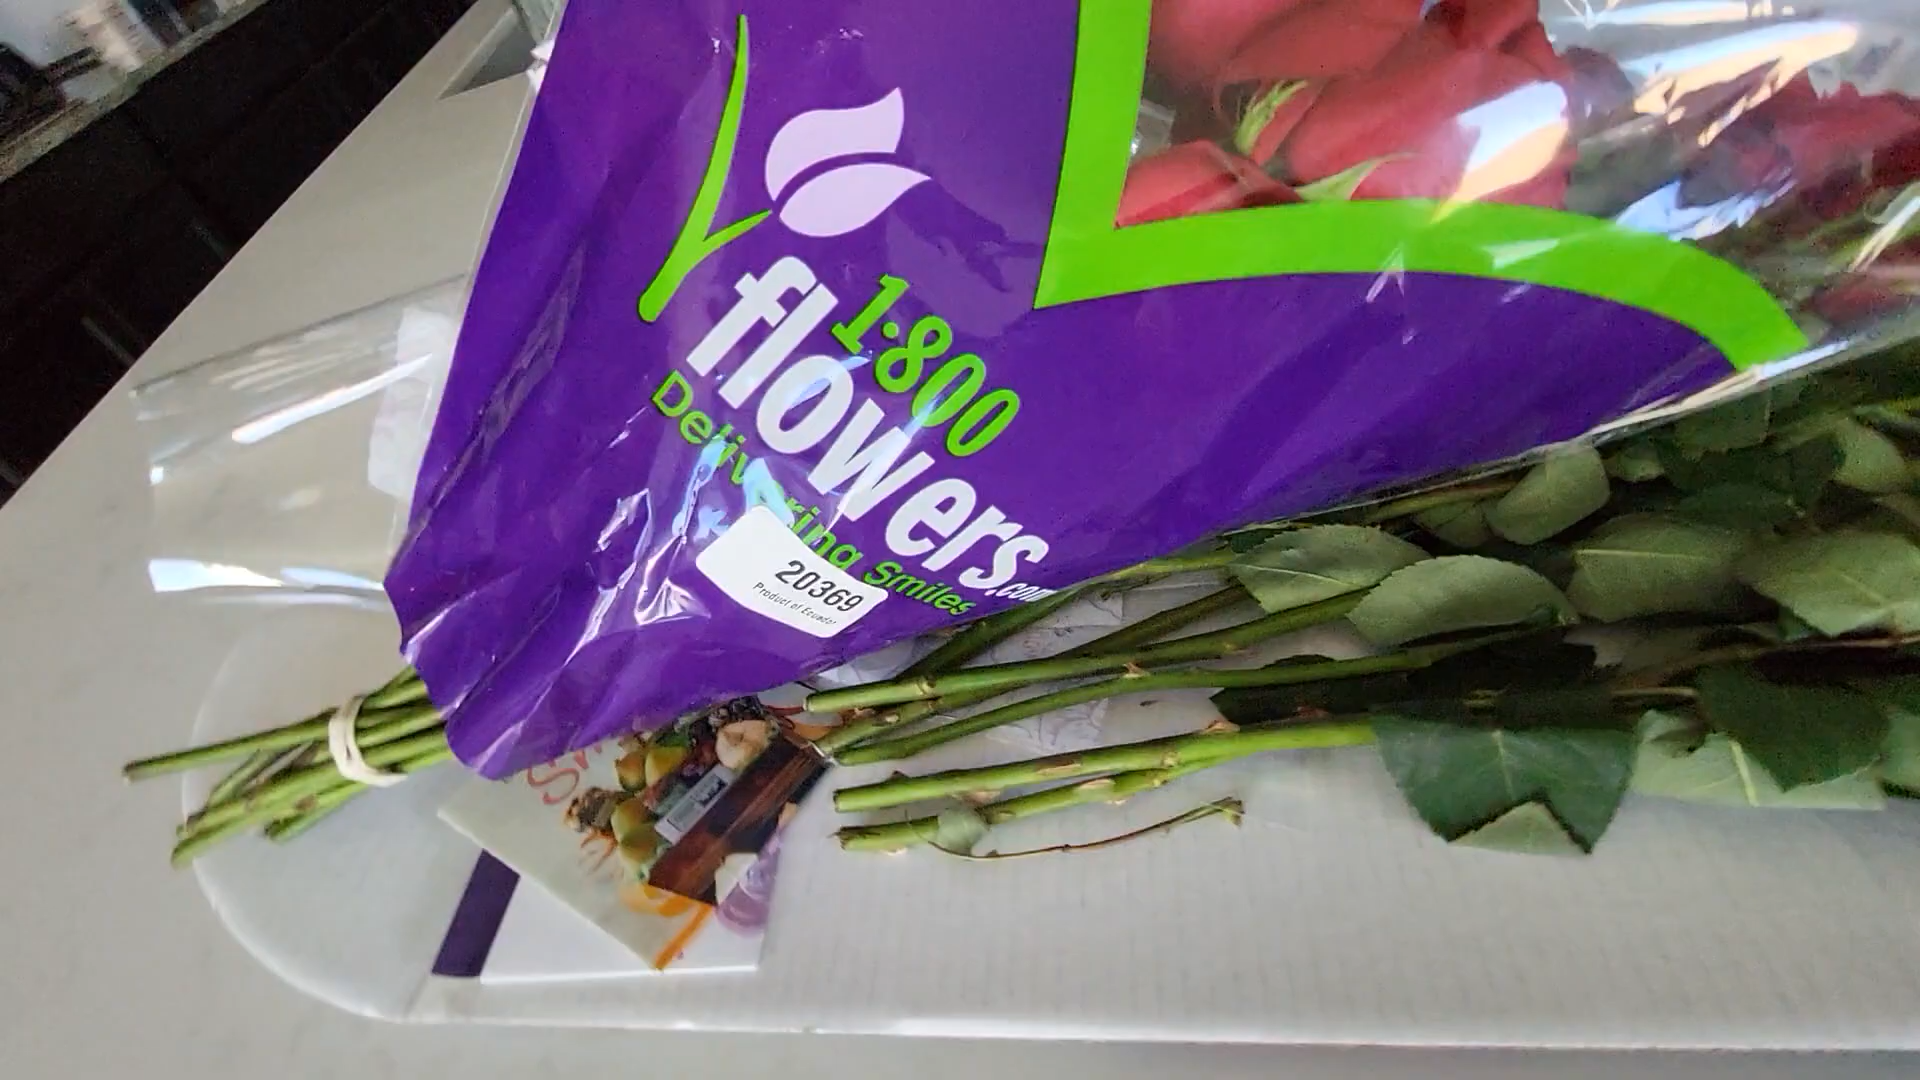 1·800
flowers.com
Delivering Smiles
20369
Product of Ecuador